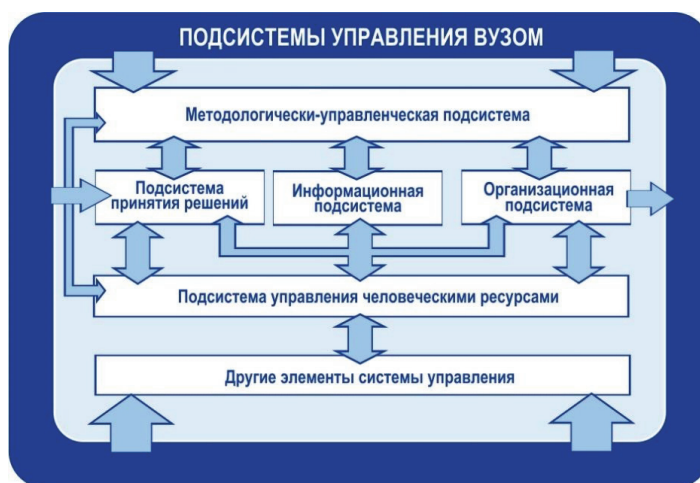 ПОДСИСТЕМЫ УПРАВЛЕНИЯ ВУЗОМ
Методологически-управленческая подсистема
Подсистема
принятия решений
Информационная
подсистема
Организационная
подсистема
Подсистема управления человеческими ресурсами
Другие элементы системы управления